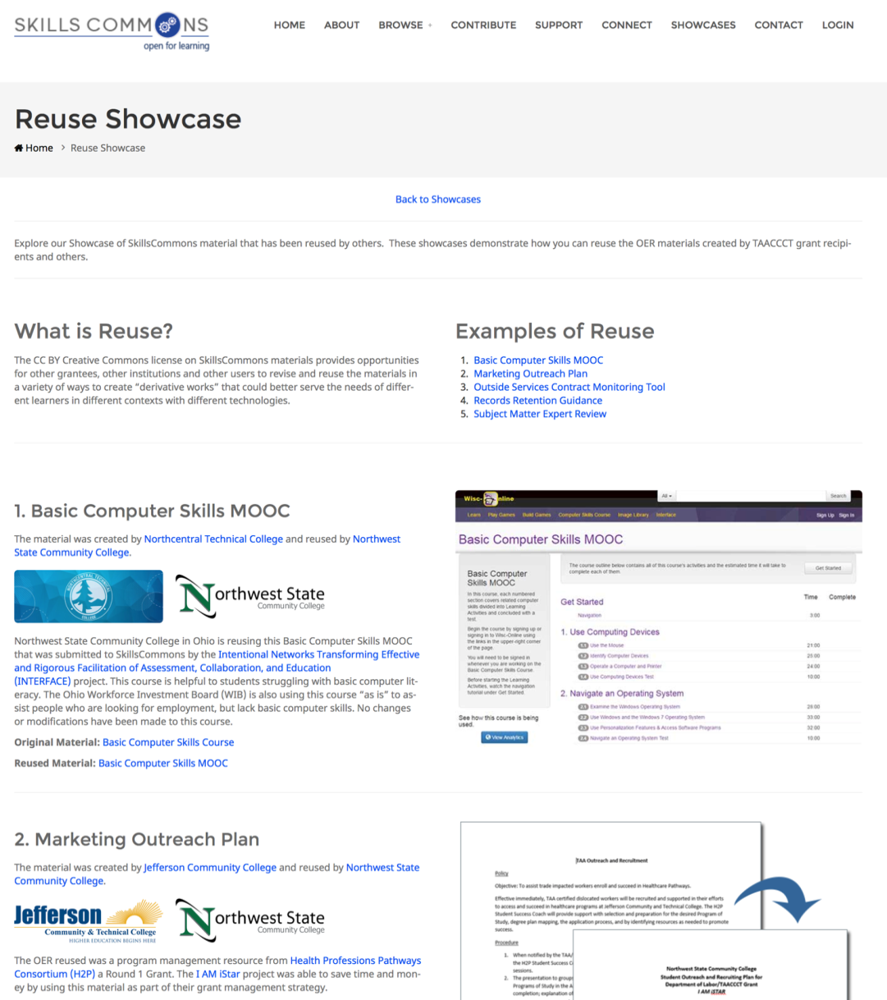 SKILLS COMMONS
open for learning
HOME ABOUT BROWSE + CONTRIBUTE SUPPORT CONNECT SHOWCASES CONTACT LOGIN
Reuse Showcase
Home > Reuse Showcase
Back to Showcases
Explore our Showcase of SkillsCommons material that has been reused by others. These showcases demonstrate how you can reuse the OER materials created by TAACCCT grant recipi-
ents and others.
What is Reuse?
The CC BY Creative Commons license on SkillsCommons materials provides opportunities
for other grantees, other institutions and other users to revise and reuse the materials in
a variety of ways to create “derivative works” that could better serve the needs of differ-
ent learners in different contexts with different technologies.
Examples of Reuse
1. Basic Computer Skills MOOC
2. Marketing Outreach Plan
3. Outside Services Contract Monitoring Tool
4. Records Retention Guidance
5. Subject Matter Expert Review
1. Basic Computer Skills MOOC
The material was created by Northcentral Technical College and reused by Northwest
State Community College.
NORTHCENTRAL TECHNICAL
COLLEGE
Northwest State
Community College
Northwest State Community College in Ohio is reusing this Basic Computer Skills MOOC
that was submitted to SkillsCommons by the Intentional Networks Transforming Effective
and Rigorous Facilitation of Assessment, Collaboration, and Education
(INTERFACE) project. This course is helpful to students struggling with basic computer lit-
eracy. The Ohio Workforce Investment Board (WIB) is also using this course “as is” to as-
sist people who are looking for employment, but lack basic computer skills. No changes
or modifications have been made to this course.
Original Material: Basic Computer Skills Course
Reused Material: Basic Computer Skills MOOC
Wisc-Online
All Search
Learn Play Games Build Games Computer Skills Course Image Library Interface Sign Up Sign In
Basic Computer Skills MOOC
Basic Computer
Skills MOOC
In this course, each numbered
section covers related computer
skills divided into Learning
Activities and concluded with a
test.
Begin the course by signing up or
signing in to Wisc-Online using
the links in the upper-right corner
of the page.
You will need to be signed in
whenever you are working on the
Basic Computer Skills Course.
Before starting the Learning
Activities, watch the navigation
tutorial under Get Started.
See how this course is being
used.
View Analytics
The course outline below contains all of this course's activities and the estimated time it will take to
complete each of them.
Get Started
Time Complete
Get Started
Navigation 3:00
1. Use Computing Devices
1.1 Use the Mouse 21:00
1.2 Identify Computer Devices 25:00
1.3 Operate a Computer and Printer 24:00
1.4 Use Computing Devices Test 10:00
2. Navigate an Operating System
2.1 Examine the Windows Operating System 29:00
2.2 Use Windows and the Windows 7 Operating System 33:00
2.3 Use Personalization Features & Access Software Programs 32:00
2.4 Navigate an Operating System Test 10:00
2. Marketing Outreach Plan
The material was created by Jefferson Community College and reused by Northwest State
Community College.
Jefferson
Community & Technical College
HIGHER EDUCATION BEGINS HERE
Northwest State
Community College
The OER reused was a program management resource from Health Professions Pathways
Consortium (H2P) a Round 1 Grant. The I AM iStar project was able to save time and mon-
ey by using this material as part of their grant management strategy.
TAA Outreach and Recruitment
Policy
Objective: To assist trade impacted workers enroll and succeed in Healthcare Pathways.
Effective immediately, TAA certified dislocated workers will be recruited and supported in their efforts
to access and succeed in healthcare programs at Jefferson Community and Technical College. The H2P
Student Success Coach will provide support with selection and preparation for the desired Program of
Study, degree plan mapping, the application process, and by identifying resources as needed to promote
success.
Procedure
1. When notified by the TAA/
the H2P Student Success C
sessions.
2. The presentation to groups
Programs of Study in the A
completion; explanation of
Northwest State Community College
Student Outreach and Recruiting Plan for
Department of Labor/TAACCCT Grant
I AM iSTAR